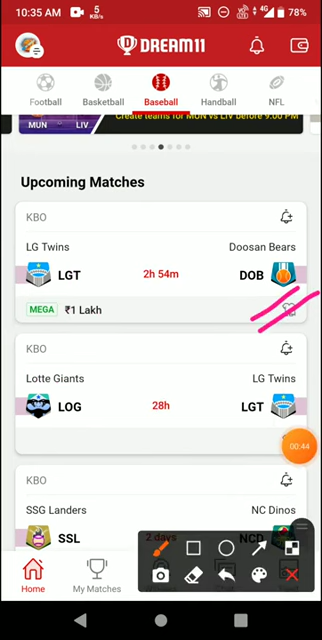 10:35 AM 5 KB/s 4G 78%
DREAM11
Football Basketball Baseball Handball NFL
MUN LIV Create teams for MUN vs LIV before 9:00 PM
Upcoming Matches
KBO
LG Twins Doosan Bears
LGT 2h 54m DOB
MEGA ₹1 Lakh
KBO
Lotte Giants LG Twins
LOG 28h LGT
00:44
KBO
SSG Landers NC Dinos
SSL 2 days NCD
Home My Matches